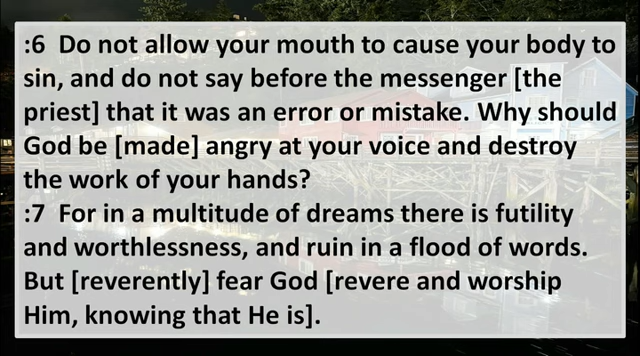 :6  Do not allow your mouth to cause your body to
sin, and do not say before the messenger [the
priest] that it was an error or mistake. Why should
God be [made] angry at your voice and destroy
the work of your hands?
:7  For in a multitude of dreams there is futility
and worthlessness, and ruin in a flood of words.
But [reverently] fear God [revere and worship
Him, knowing that He is].